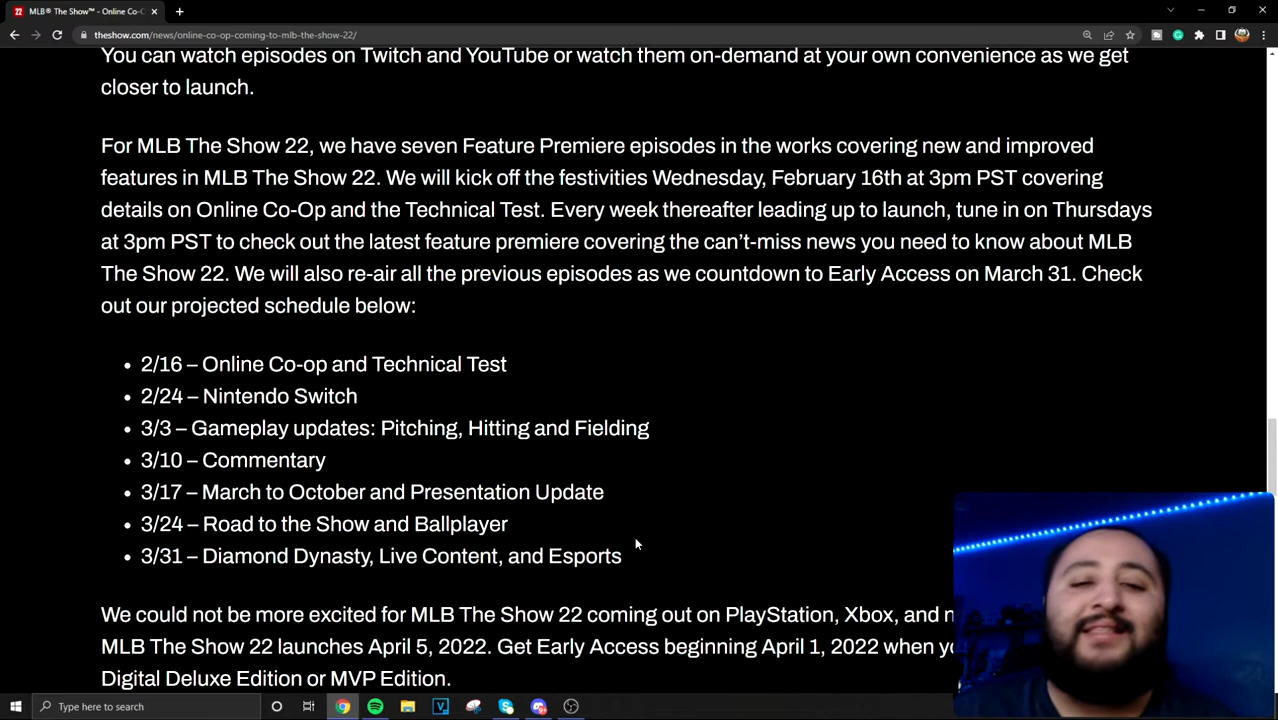 MLB® The Show™ - Online Co-O
theshow.com/news/online-co-op-coming-to-mlb-the-show-22/
You can watch episodes on Twitch and YouTube or watch them on-demand at your own convenience as we get
closer to launch.
For MLB The Show 22, we have seven Feature Premiere episodes in the works covering new and improved
features in MLB The Show 22. We will kick off the festivities Wednesday, February 16th at 3pm PST covering
details on Online Co-Op and the Technical Test. Every week thereafter leading up to launch, tune in on Thursdays
at 3pm PST to check out the latest feature premiere covering the can’t-miss news you need to know about MLB
The Show 22. We will also re-air all the previous episodes as we countdown to Early Access on March 31. Check
out our projected schedule below:
• 2/16 – Online Co-op and Technical Test
• 2/24 – Nintendo Switch
• 3/3 – Gameplay updates: Pitching, Hitting and Fielding
• 3/10 – Commentary
• 3/17 – March to October and Presentation Update
• 3/24 – Road to the Show and Ballplayer
• 3/31 – Diamond Dynasty, Live Content, and Esports
We could not be more excited for MLB The Show 22 coming out on PlayStation, Xbox, and
MLB The Show 22 launches April 5, 2022. Get Early Access beginning April 1, 2022 when
Digital Deluxe Edition or MVP Edition.
Type here to search